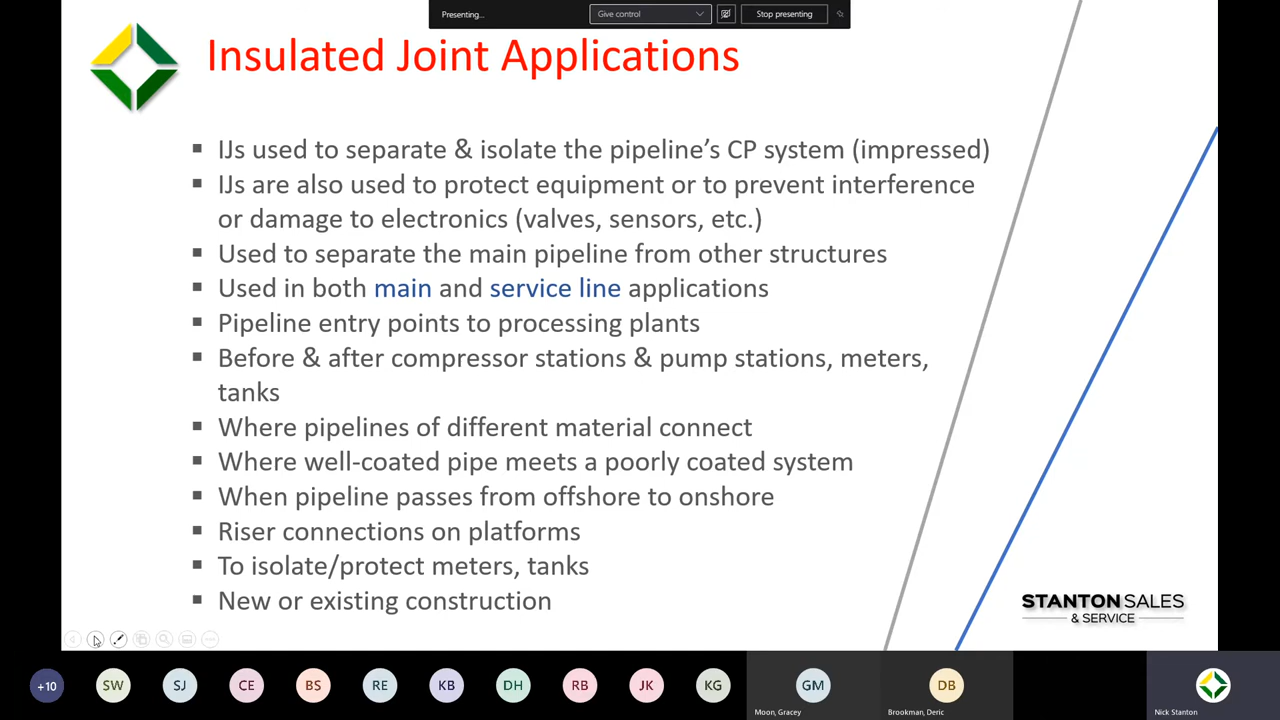 Presenting...
Give control
Stop presenting
Insulated Joint Applications
IJs used to separate & isolate the pipeline's CP system (impressed)
IJs are also used to protect equipment or to prevent interference
or damage to electronics (valves, sensors, etc.)
Used to separate the main pipeline from other structures
Used in both main and service line applications
Pipeline entry points to processing plants
Before & after compressor stations & pump stations, meters,
tanks
Where pipelines of different material connect
Where well-coated pipe meets a poorly coated system
When pipeline passes from offshore to onshore
Riser connections on platforms
To isolate/protect meters, tanks
New or existing construction
STANTON SALES
& SERVICE
+10
SW
SJ
CE
BS
RE
KB
DH
RB
JK
KG
GM
DB
Moon, Gracey
Brookman, Deric
Nick Stanton